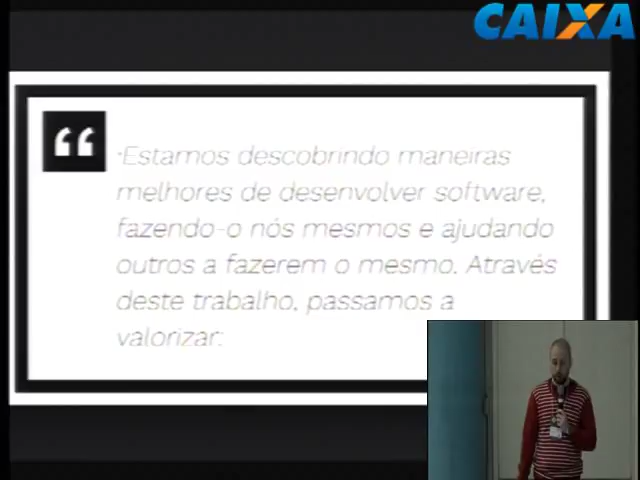 CAIXA
“
•Estamos descobrindo maneiras
melhores de desenvolver software,
fazendo-o nós mesmos e ajudando
outros a fazerem o mesmo. Através
deste trabalho, passamos a
valorizar: